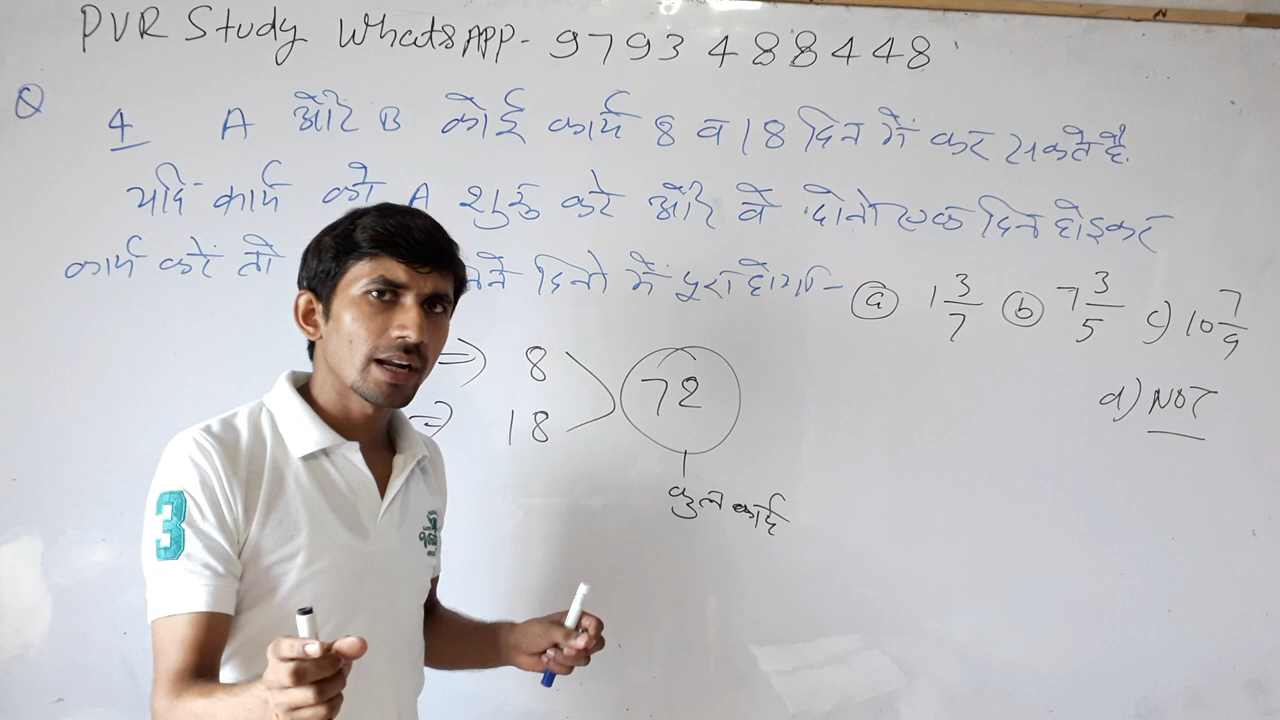 PVR Study WhatsAPP- 9793488448
Q 4 A और B कोई कार्य 8 व 18 दिन में कर सकते है.
यदि कार्य को A शुरू करे और वे दोनो एक दिन छोड़कर
कार्य करें तो दिनो में पूरा होगा-
(a) 1 3/7 (b) 7 3/5 c) 10 7/9
d) NOT
=) 8
=) 18
72
कुल कार्य
3